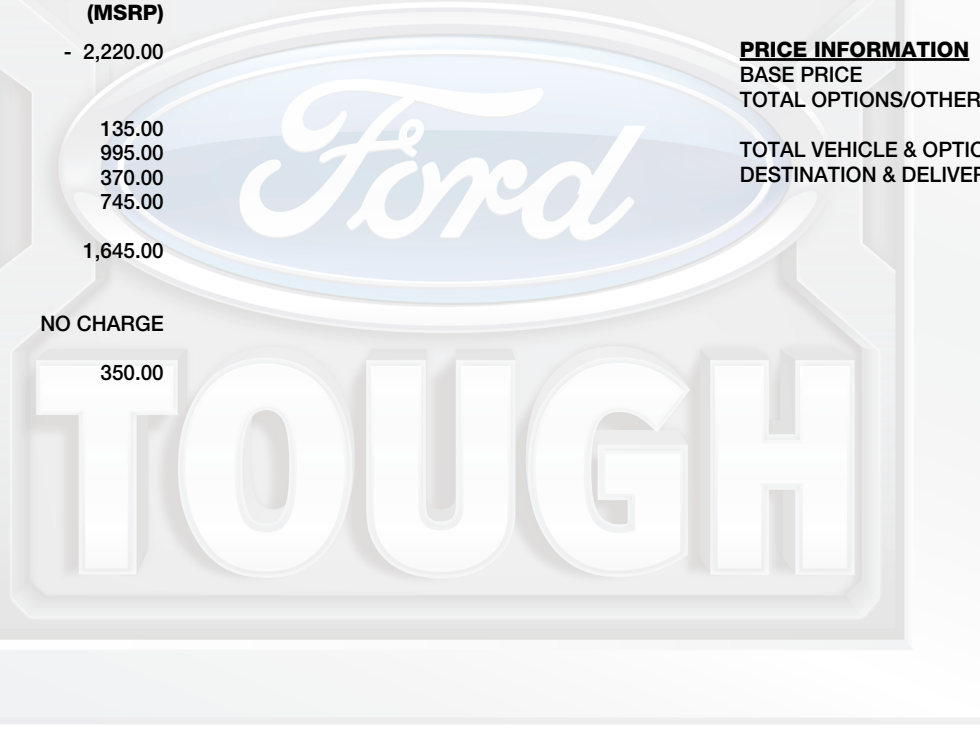 (MSRP)
- 2,220.00
135.00
995.00
370.00
745.00
1,645.00
NO CHARGE
350.00
PRICE INFORMATION
BASE PRICE
TOTAL OPTIONS/OTHER
TOTAL VEHICLE & OPTIO
DESTINATION & DELIVER
Ford
TOUGH